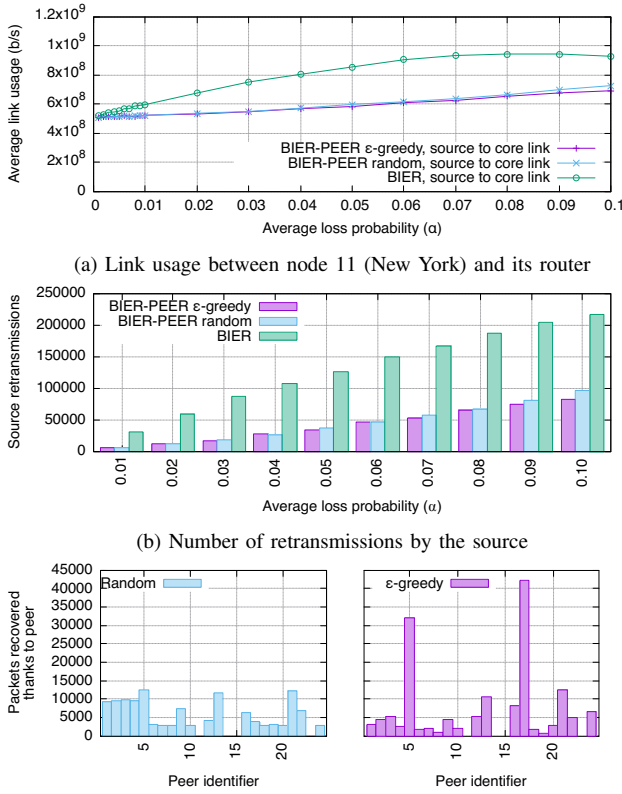 1.2x10⁹
1x10⁹
8x10⁸
6x10⁸
4x10⁸
2x10⁸
0
Average link usage (b/s)
BIER-PEER ε-greedy, source to core link
BIER-PEER random, source to core link
BIER, source to core link
0 0.01 0.02 0.03 0.04 0.05 0.06 0.07 0.08 0.09 0.1
Average loss probability (α)
(a) Link usage between node 11 (New York) and its router
250000
200000
150000
100000
50000
0
Source retransmissions
BIER-PEER ε-greedy
BIER-PEER random
BIER
0.01 0.02 0.03 0.04 0.05 0.06 0.07 0.08 0.09 0.10
Average loss probability (α)
(b) Number of retransmissions by the source
45000
40000
35000
30000
25000
20000
15000
10000
5000
0
Packets recovered
thanks to peer
Random
5 10 15 20
Peer identifier
ε-greedy
5 10 15 20
Peer identifier